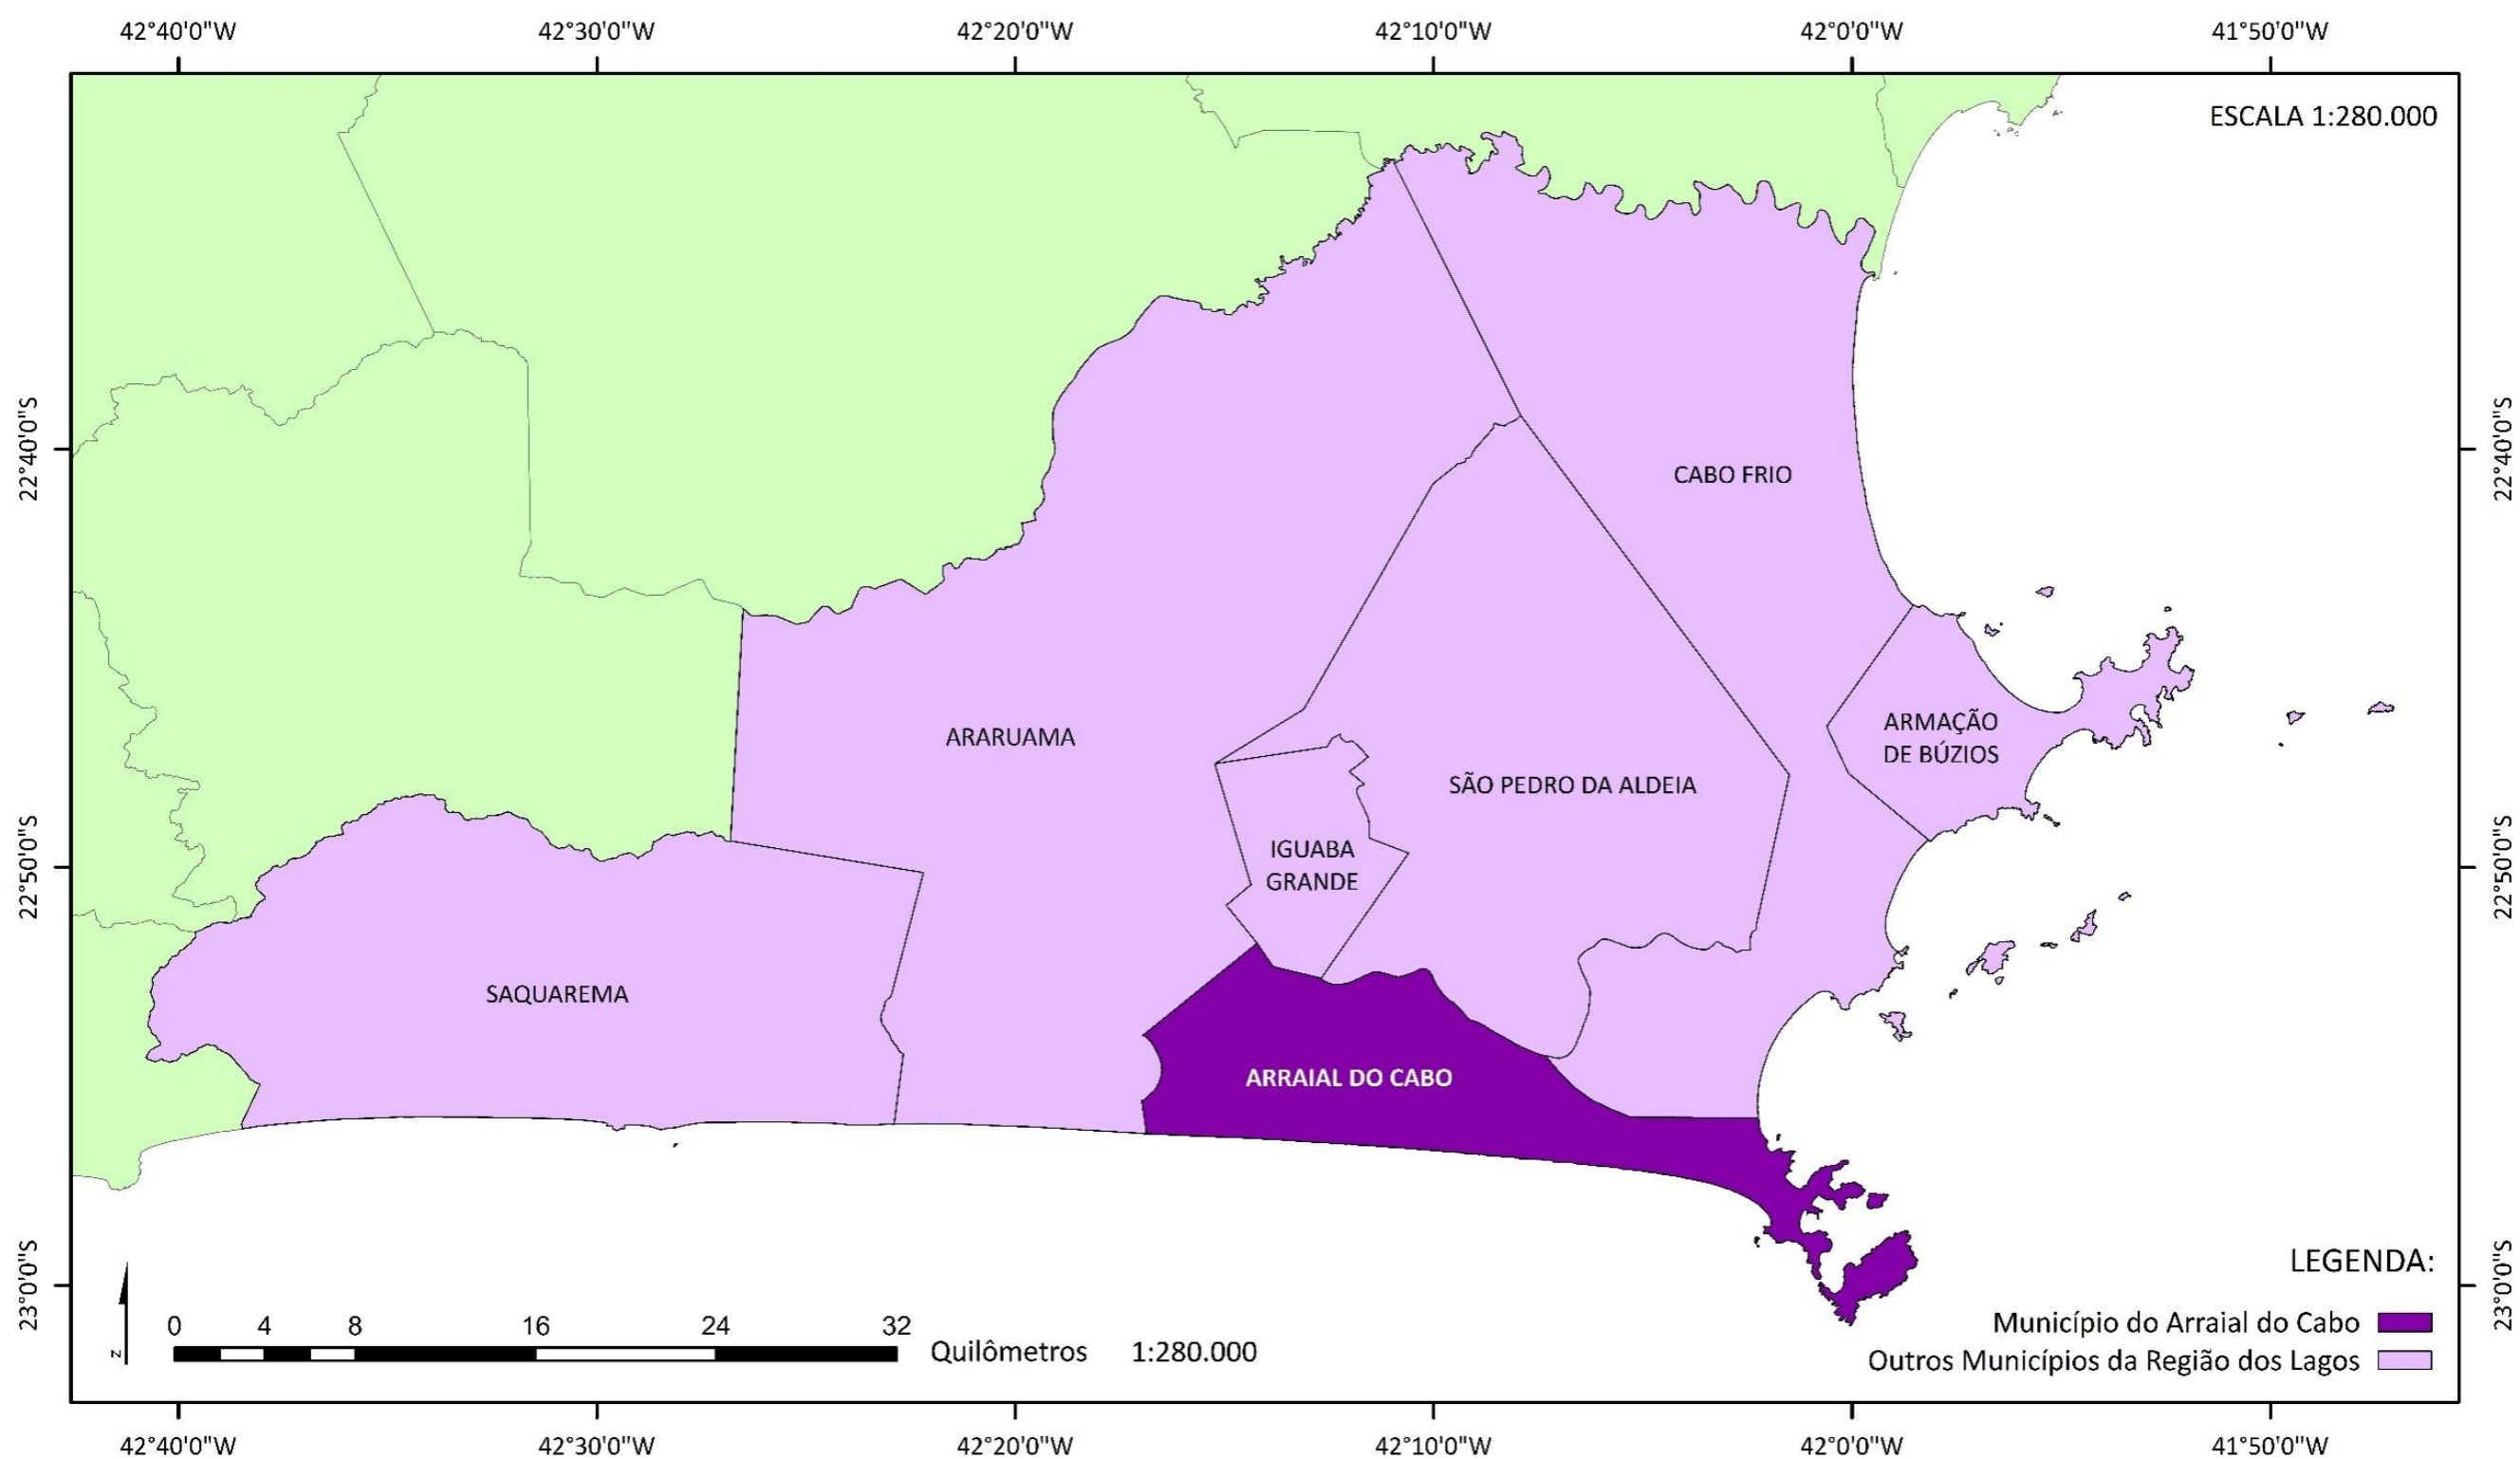 42°40'0"W 42°30'0"W 42°20'0"W 42°10'0"W 42°0'0"W 41°50'0"W
ESCALA 1:280.000
22°40'0"S
22°40'0"S
CABO FRIO
ARARUAMA
ARMAÇÃO
DE BÚZIOS
SÃO PEDRO DA ALDEIA
IGUABA
GRANDE
22°50'0"S
22°50'0"S
SAQUAREMA
ARRAIAL DO CABO
23°0'0"S
23°0'0"S
LEGENDA:
Município do Arraial do Cabo
Outros Municípios da Região dos Lagos
N
0 4 8 16 24 32
Quilômetros 1:280.000
42°40'0"W 42°30'0"W 42°20'0"W 42°10'0"W 42°0'0"W 41°50'0"W